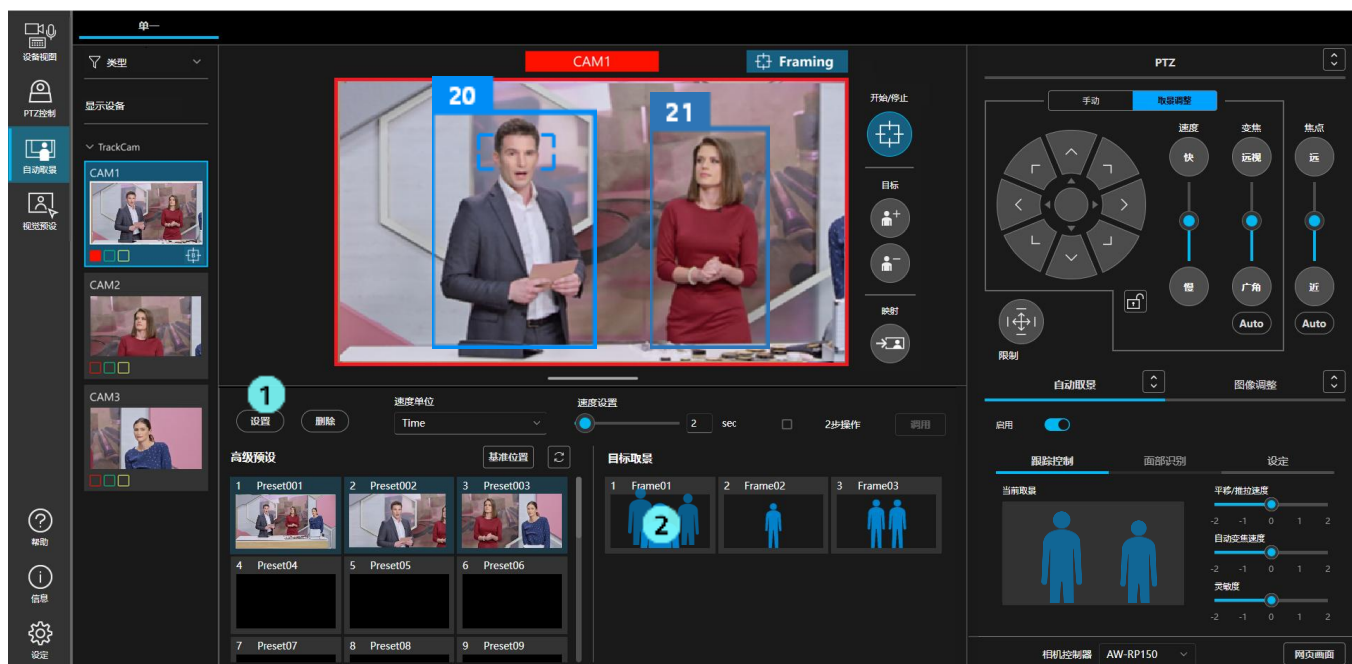 设备视图
PTZ控制
自动取景
视觉预设
帮助
信息
设定
单一
类型
显示设备
TrackCam
CAM1
CAM2
CAM3
CAM1
Framing
20
21
开始/停止
目标
映射
1
设置
删除
速度单位
Time
速度设置
2 sec
2步操作
调用
高级预设
基准位置
1 Preset001
2 Preset002
3 Preset003
4 Preset04
5 Preset05
6 Preset06
7 Preset07
8 Preset08
9 Preset09
目标取景
1 Frame01
2 Frame02
3 Frame03
2
PTZ
手动
取景调整
速度
变焦
焦点
快
远视
远
慢
广角
近
Auto
Auto
限制
自动取景
图像调整
启用
跟踪控制
面部识别
设定
当前取景
平移/推拉速度
-2 -1 0 1 2
自动变焦速度
-2 -1 0 1 2
灵敏度
-2 -1 0 1 2
相机控制器 AW-RP150
网页画面